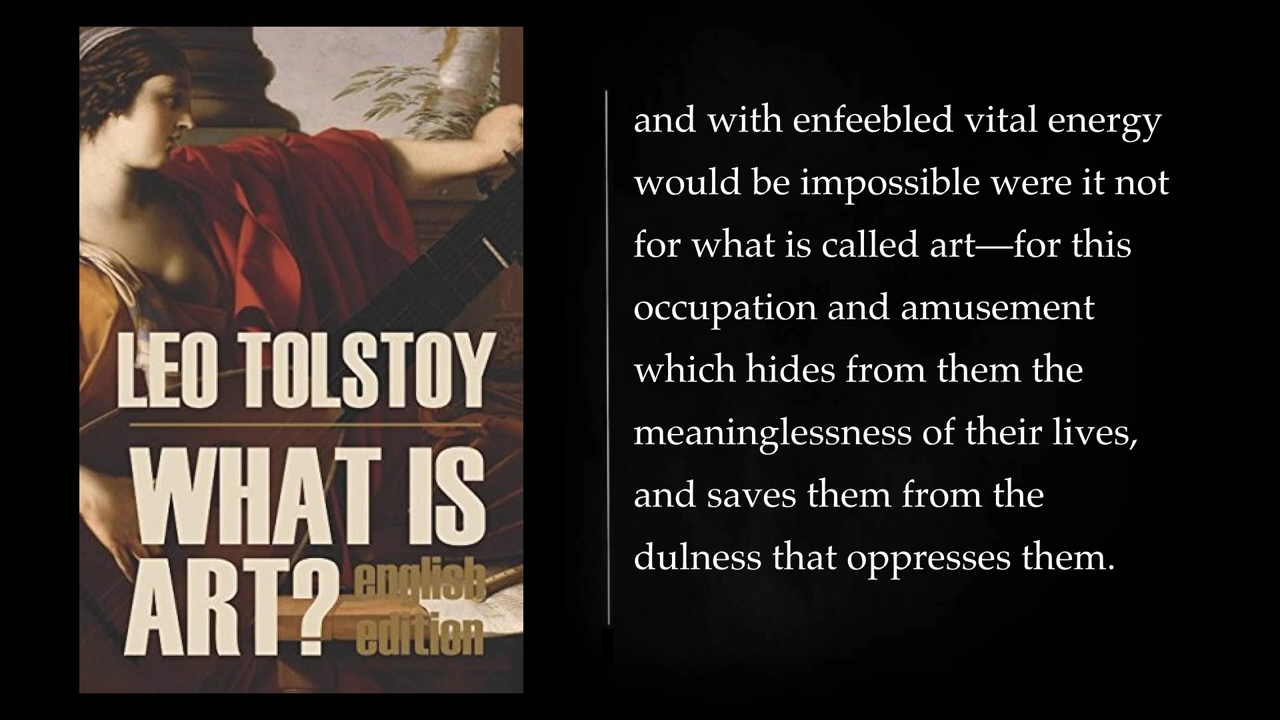 LEO TOLSTOY
WHAT IS
ART?
english
edition
and with enfeebled vital energy
would be impossible were it not
for what is called art—for this
occupation and amusement
which hides from them the
meaninglessness of their lives,
and saves them from the
dulness that oppresses them.